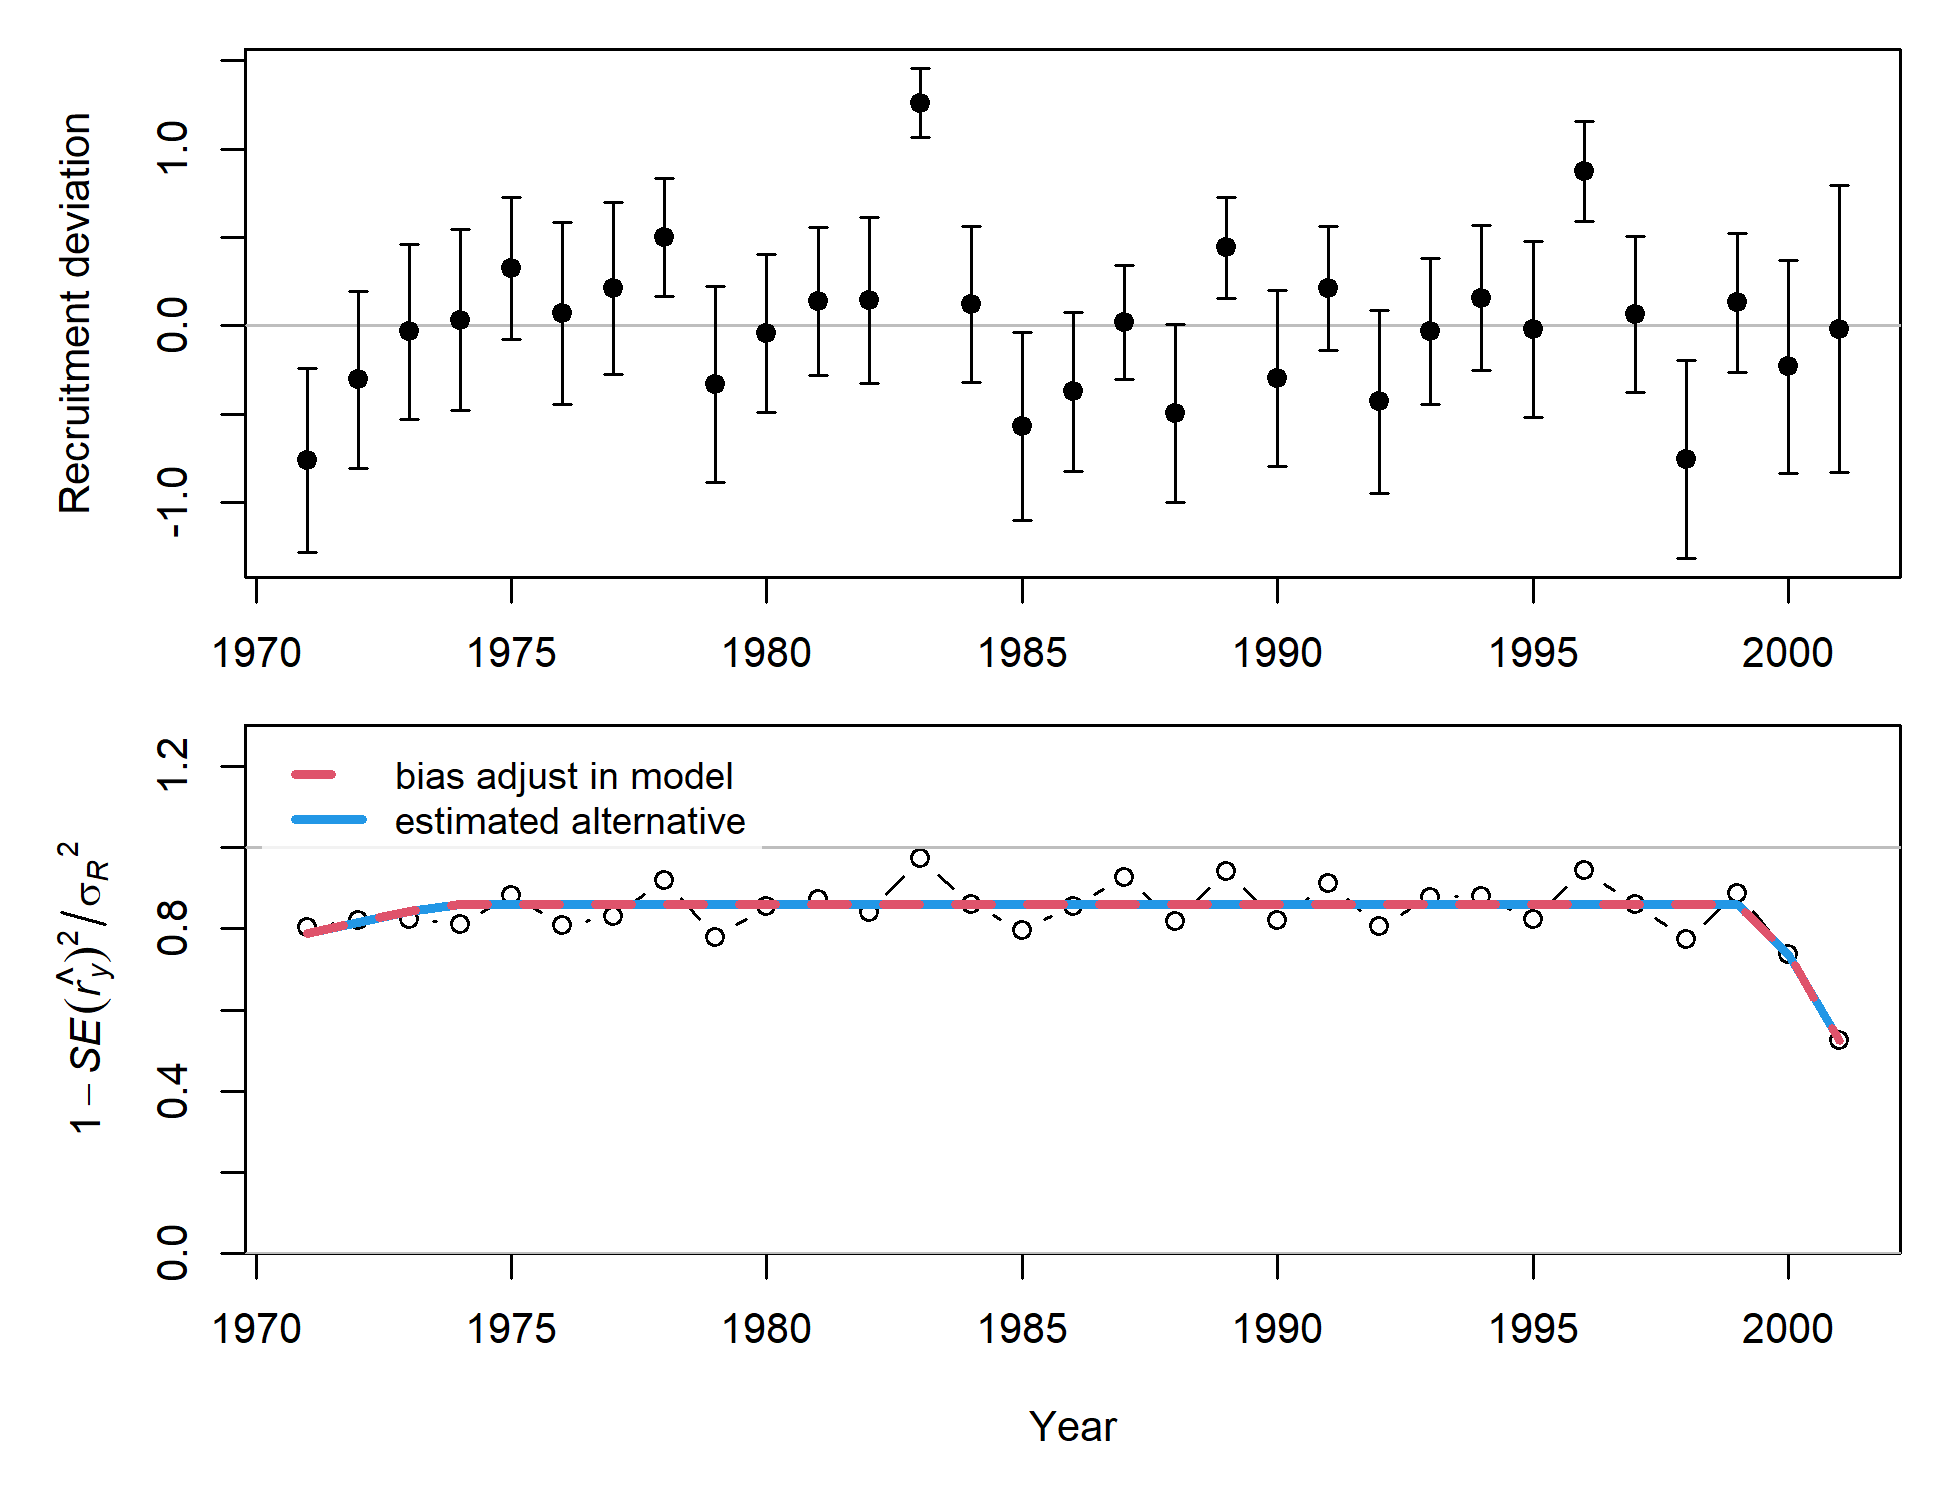 Recruitment deviation
1.0
0.0
-1.0
1970 1975 1980 1985 1990 1995 2000
bias adjust in model
estimated alternative
1 − SE(r̂y)² / σR²
1.2
0.8
0.4
0.0
1970 1975 1980 1985 1990 1995 2000
Year